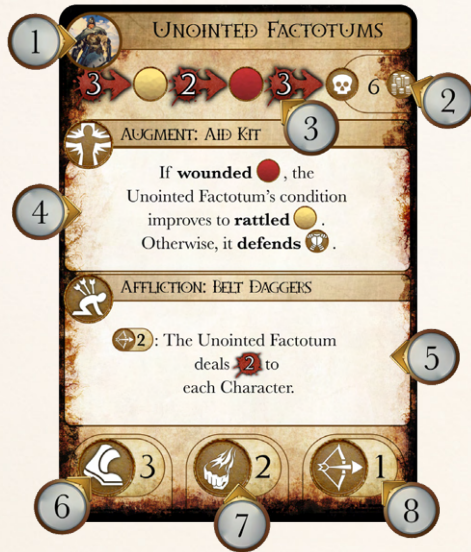 1
UNOINTED FACTOTUMS
3 2 3 6
2
3
AUGMENT: AID KIT
If wounded , the
Unointed Factotum's condition
improves to rattled .
Otherwise, it defends .
4
AFFLICTION: BELT DAGGERS
2 : The Unointed Factotum
deals 2 to
each Character.
5
3 2 1
6 7 8